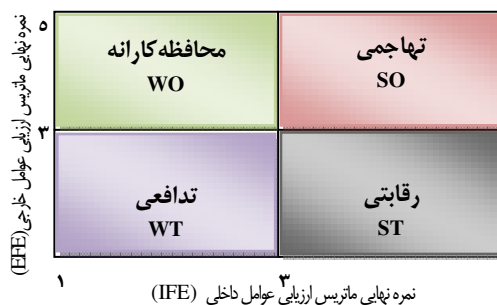 نمره نهایی ماتریس ارزیابی عوامل خارجی (EFE)
۵
محافظه کارانه
WO
تهاجمی
SO
۳
تدافعی
WT
رقابتی
ST
۱
۳
نمره نهایی ماتریس ارزیابی عوامل داخلی (IFE)